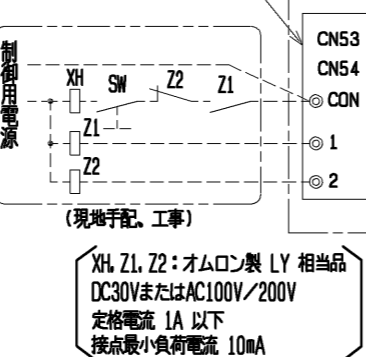 制御用電源
CN53
CN54
XH SW Z2 Z1
CON
Z1
1
Z2
2
(現地手配、工事)
XH, Z1, Z2：オムロン製 LY 相当品
DC30VまたはAC100V／200V
定格電流 1A 以下
接点最小負荷電流 10mA